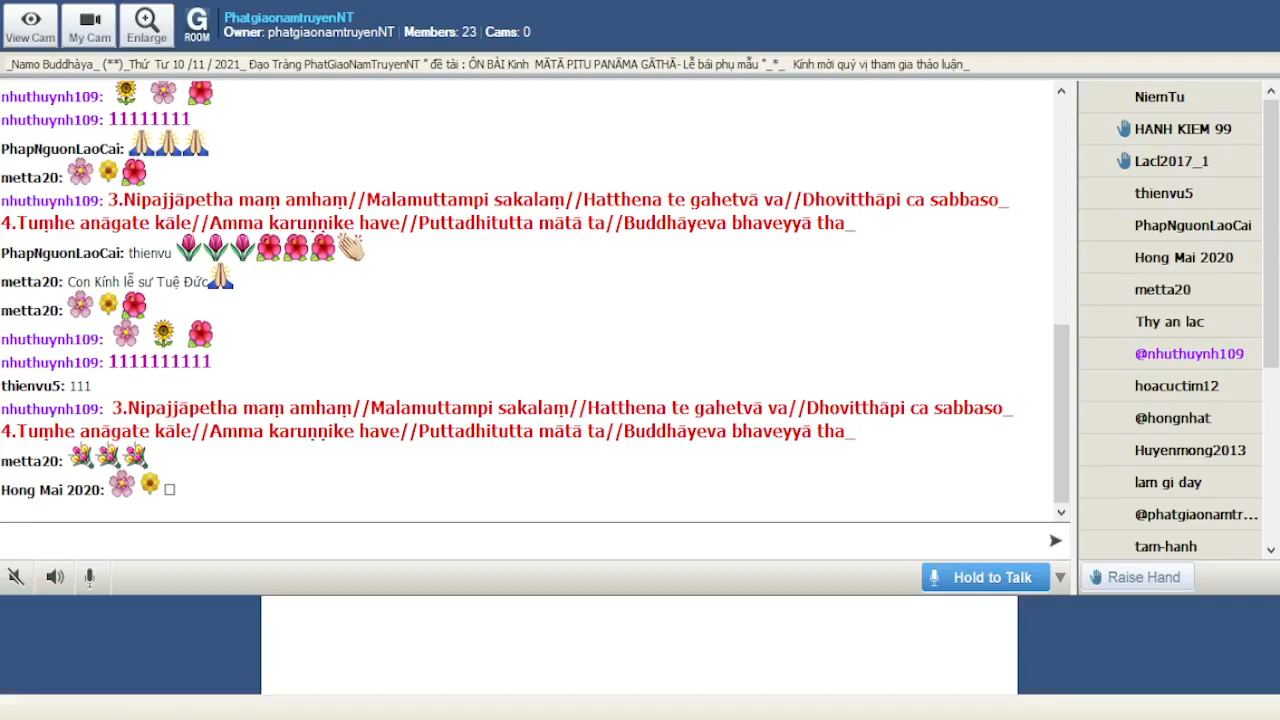 View Cam
My Cam
Enlarge
G
ROOM
PhatgiaonamtruyenNT
Owner: phatgiaonamtruyenNT | Members: 23 | Cams: 0
_Namo Buddhàya_ (**)_Thứ Tư 10 /11 / 2021_ Đạo Tràng PhatGiaoNamTruyenNT " đề tài : ÔN BÀI Kinh MĀTĀ PITU PANĀMA GĀTHĀ- Lễ bái phụ mẫu "_*_ Kính mời quý vị tham gia thảo luận_
nhuthuynh109:
nhuthuynh109: 11111111
PhapNguonLaoCai:
metta20:
nhuthuynh109: 3.Nipajjāpetha maṃ amhaṃ//Malamuttampi sakalaṃ//Hatthena te gahetvā va//Dhovitthāpi ca sabbaso_
4.Tuṃhe anāgate kāle//Amma karuṇṇike have//Puttadhitutta mātā ta//Buddhāyeva bhaveyyā tha_
PhapNguonLaoCai: thienvu
metta20: Con Kính lễ sư Tuệ Đức
metta20:
nhuthuynh109:
nhuthuynh109: 1111111111
thienvu5: 111
nhuthuynh109: 3.Nipajjāpetha maṃ amhaṃ//Malamuttampi sakalaṃ//Hatthena te gahetvā va//Dhovitthāpi ca sabbaso_
4.Tuṃhe anāgate kāle//Amma karuṇṇike have//Puttadhitutta mātā ta//Buddhāyeva bhaveyyā tha_
metta20:
Hong Mai 2020:
NiemTu
HANH KIEM 99
Lacl2017_1
thienvu5
PhapNguonLaoCai
Hong Mai 2020
metta20
Thy an lac
@nhuthuynh109
hoacuctim12
@hongnhat
Huyenmong2013
lam gi day
@phatgiaonamtr...
tam-hanh
Hold to Talk
Raise Hand